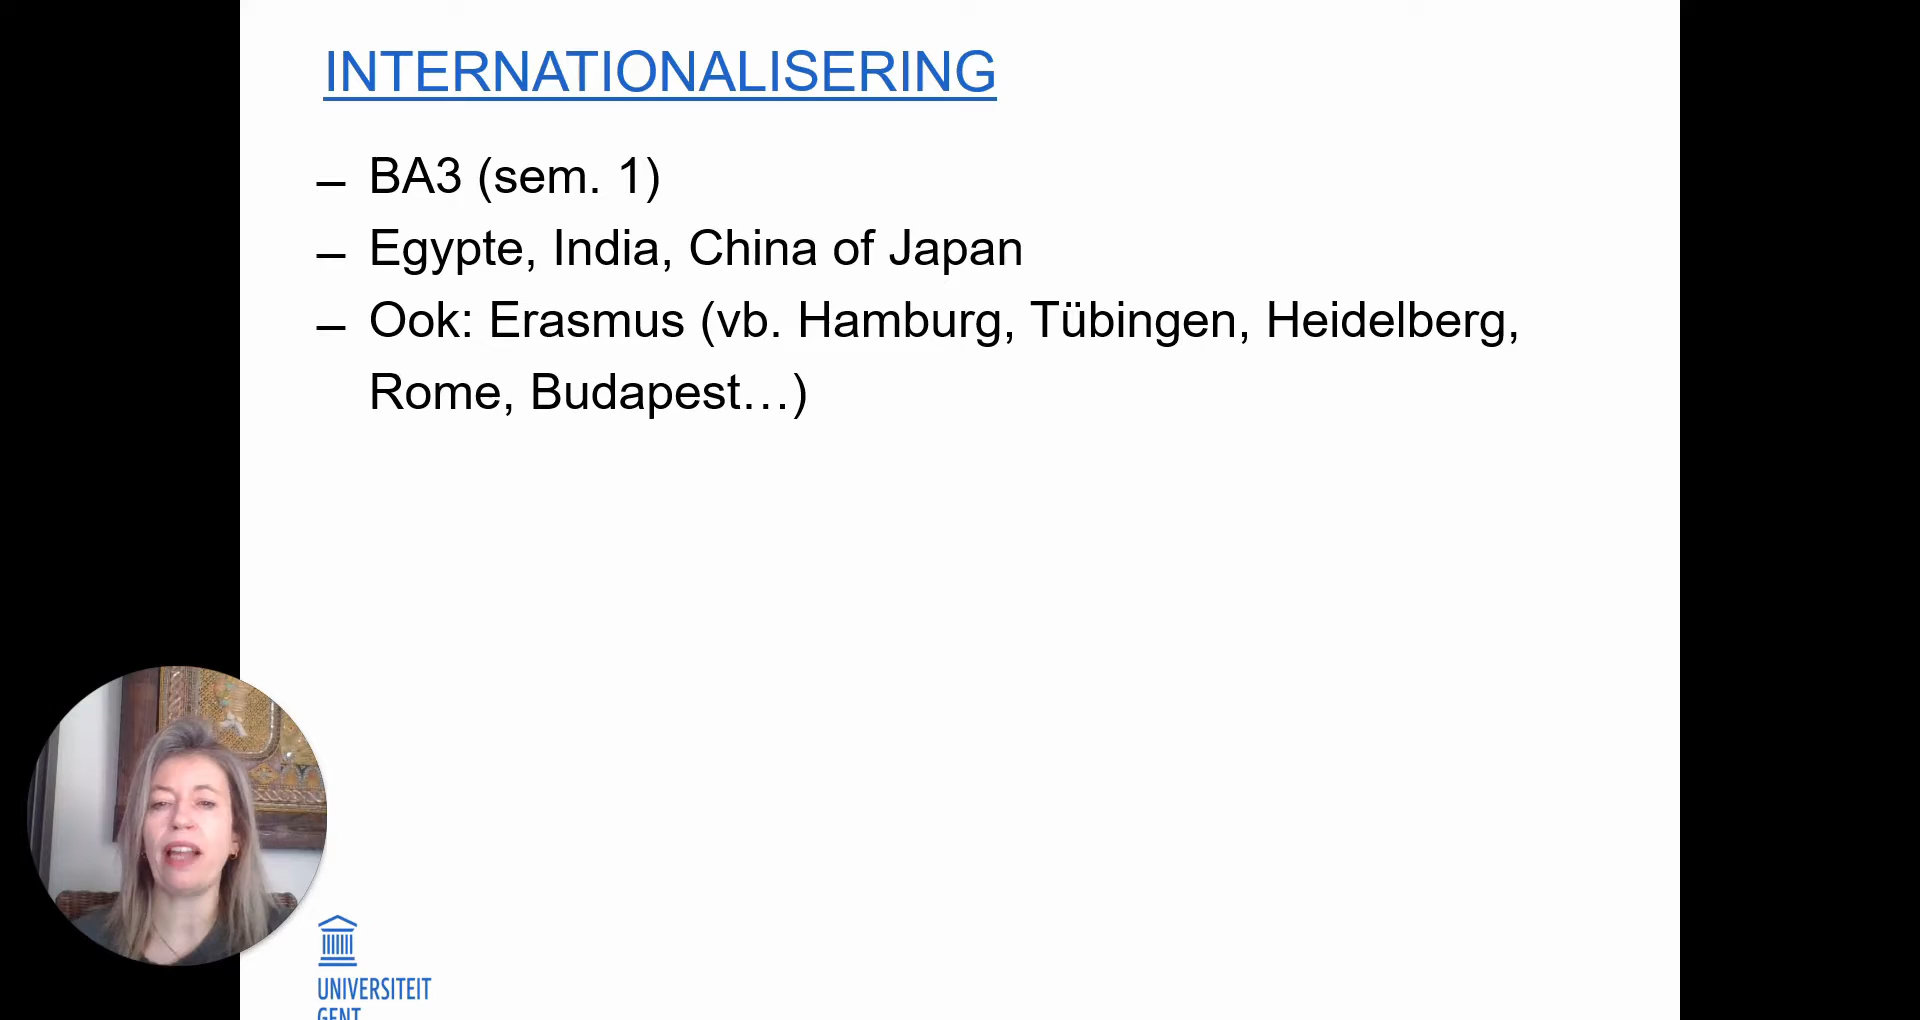 INTERNATIONALISERING
– BA3 (sem. 1)
– Egypte, India, China of Japan
– Ook: Erasmus (vb. Hamburg, Tübingen, Heidelberg,
Rome, Budapest…)
UNIVERSITEIT
GENT